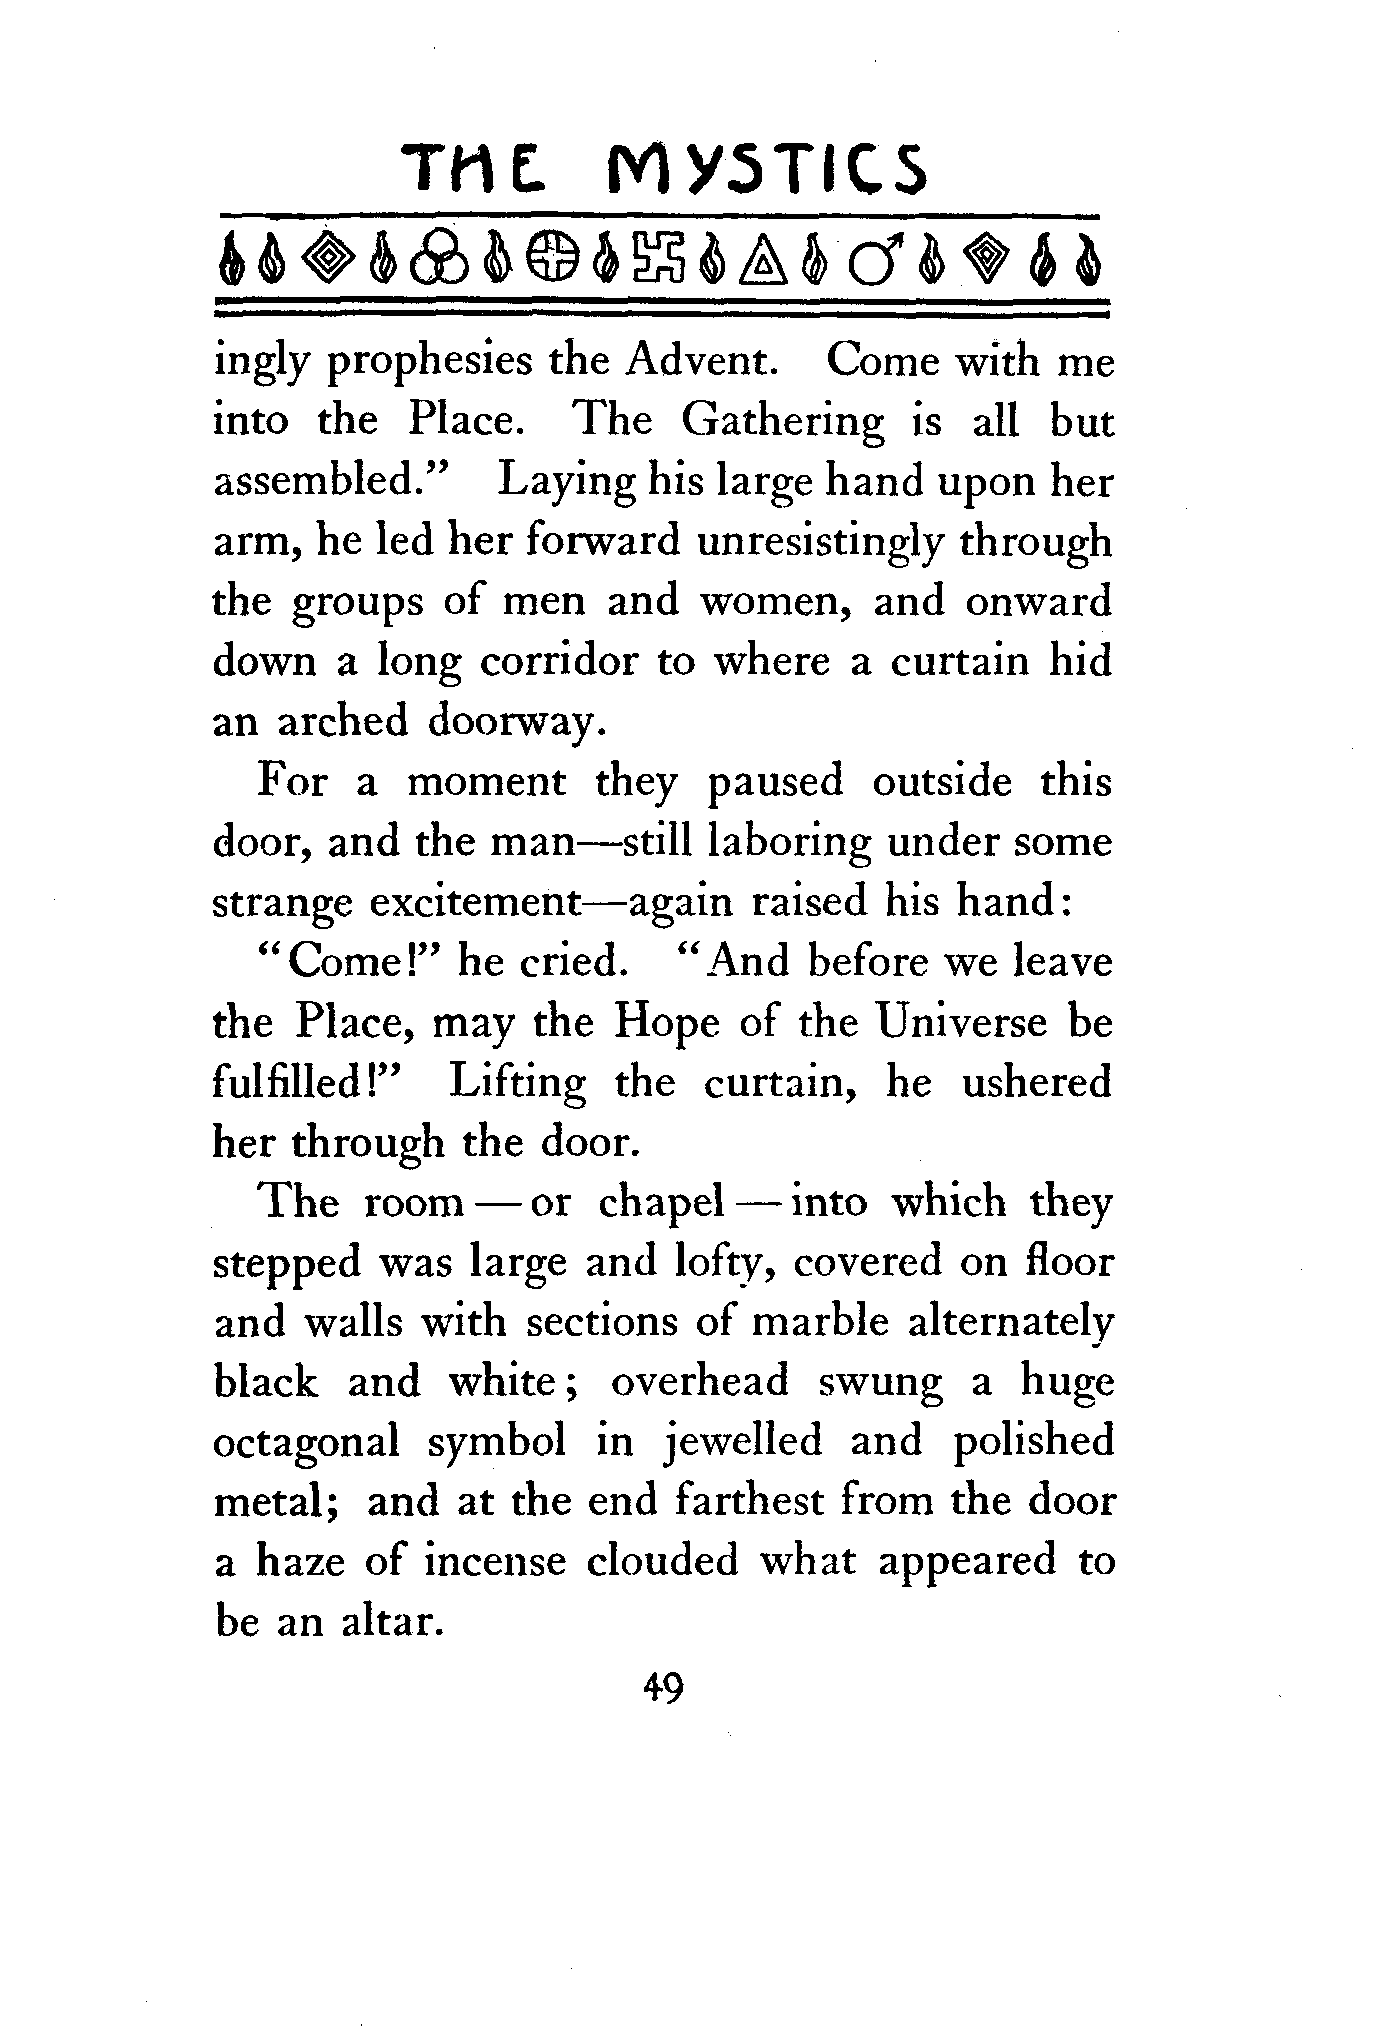 THE MYSTICS
ingly prophesies the Advent. Come with me
into the Place. The Gathering is all but
assembled.” Laying his large hand upon her
arm, he led her forward unresistingly through
the groups of men and women, and onward
down a long corridor to where a curtain hid
an arched doorway.
For a moment they paused outside this
door, and the man—still laboring under some
strange excitement—again raised his hand:
“Come!” he cried. “And before we leave
the Place, may the Hope of the Universe be
fulfilled!” Lifting the curtain, he ushered
her through the door.
The room — or chapel — into which they
stepped was large and lofty, covered on floor
and walls with sections of marble alternately
black and white; overhead swung a huge
octagonal symbol in jewelled and polished
metal; and at the end farthest from the door
a haze of incense clouded what appeared to
be an altar.
49